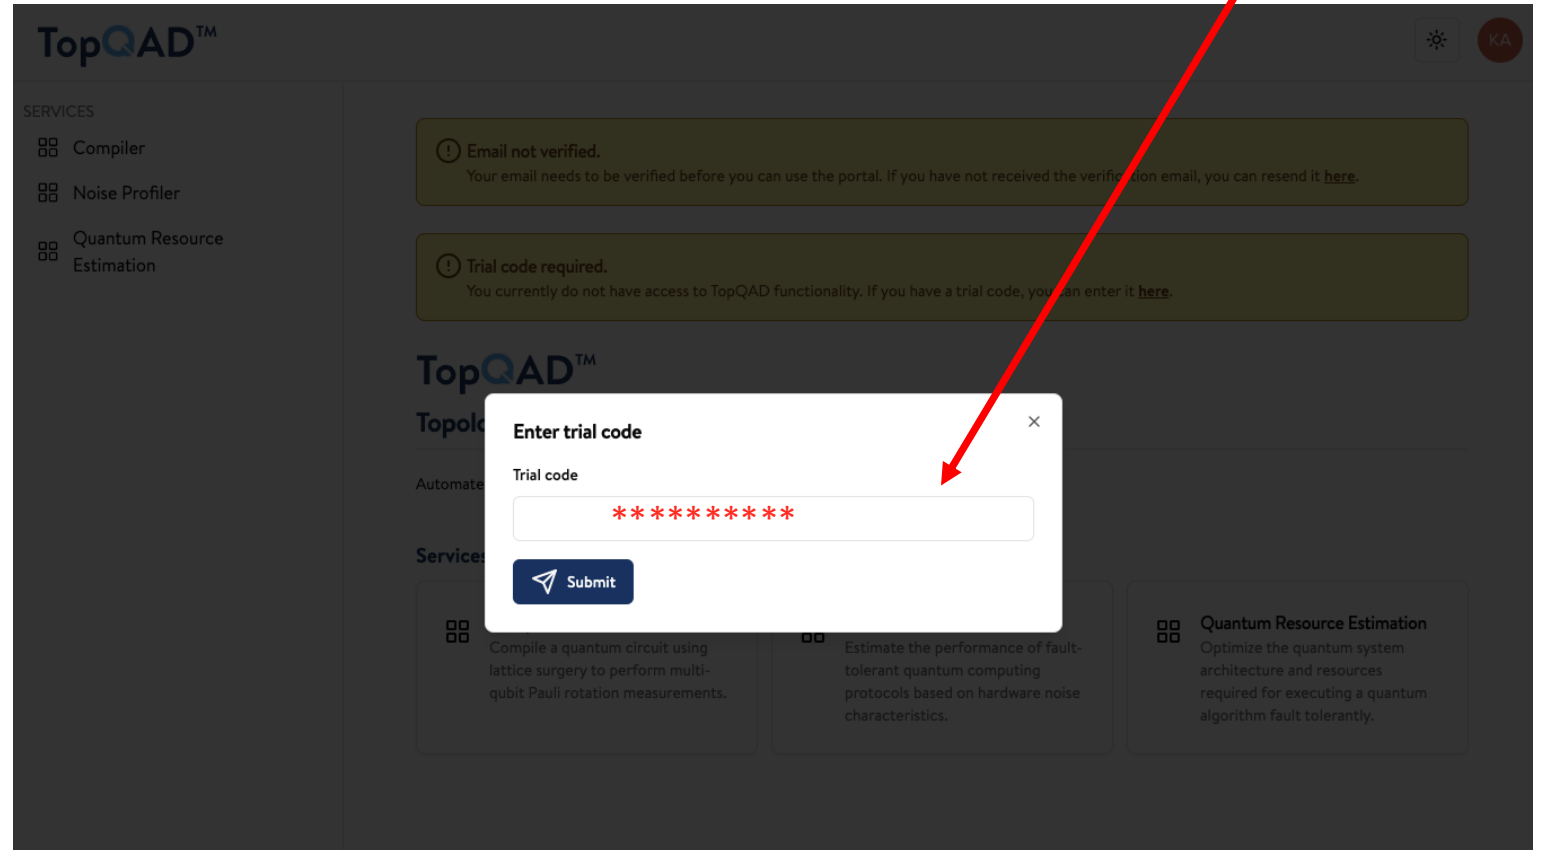 TopQAD™
KA
SERVICES
Compiler
Noise Profiler
Quantum Resource
Estimation
Email not verified.
Your email needs to be verified before you can use the portal. If you have not received the verification email, you can resend it here.
Trial code required.
You currently do not have access to TopQAD functionality. If you have a trial code, you can enter it here.
TopQAD™
Enter trial code
Trial code
**********
Submit
Automate
Services
Compile a quantum circuit using
lattice surgery to perform multi-
qubit Pauli rotation measurements.
Estimate the performance of fault-
tolerant quantum computing
protocols based on hardware noise
characteristics.
Quantum Resource Estimation
Optimize the quantum system
architecture and resources
required for executing a quantum
algorithm fault tolerantly.